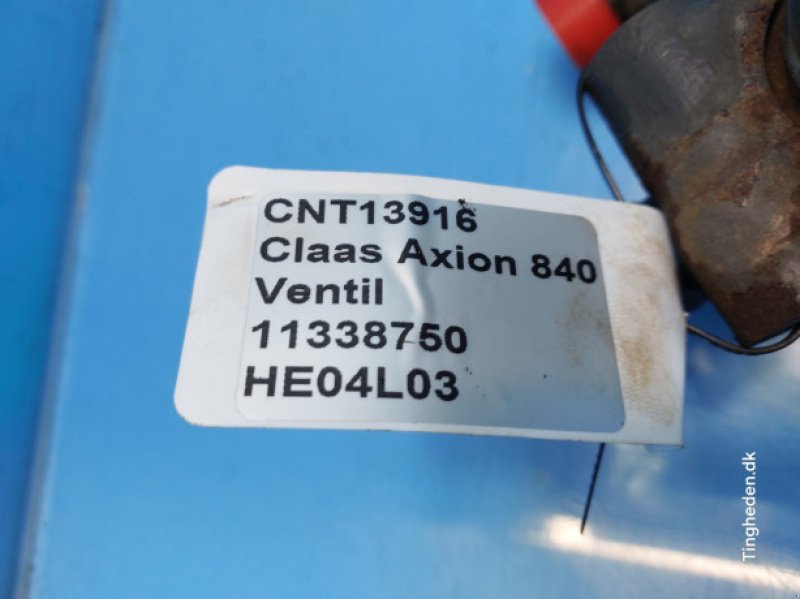 CNT13916
Claas Axion 840
Ventil
11338750
HE04L03
Tingheden.dk